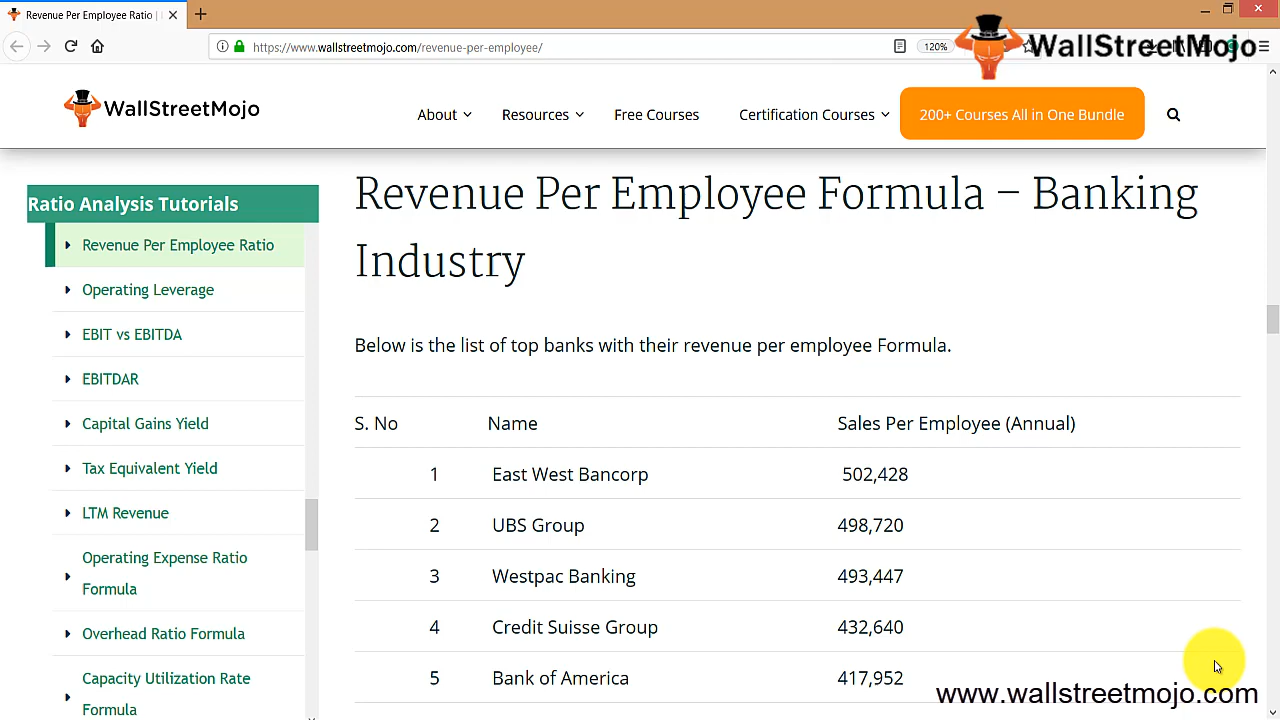 Revenue Per Employee Ratio |
https://www.wallstreetmojo.com/revenue-per-employee/
120%
WallStreetMojo
WallStreetMojo
About
Resources
Free Courses
Certification Courses
200+ Courses All in One Bundle
Ratio Analysis Tutorials
Revenue Per Employee Ratio
Operating Leverage
EBIT vs EBITDA
EBITDAR
Capital Gains Yield
Tax Equivalent Yield
LTM Revenue
Operating Expense Ratio
Formula
Overhead Ratio Formula
Capacity Utilization Rate
Formula
Revenue Per Employee Formula – Banking
Industry
Below is the list of top banks with their revenue per employee Formula.
S. No Name Sales Per Employee (Annual)
1 East West Bancorp 502,428
2 UBS Group 498,720
3 Westpac Banking 493,447
4 Credit Suisse Group 432,640
5 Bank of America 417,952
www.wallstreetmojo.com